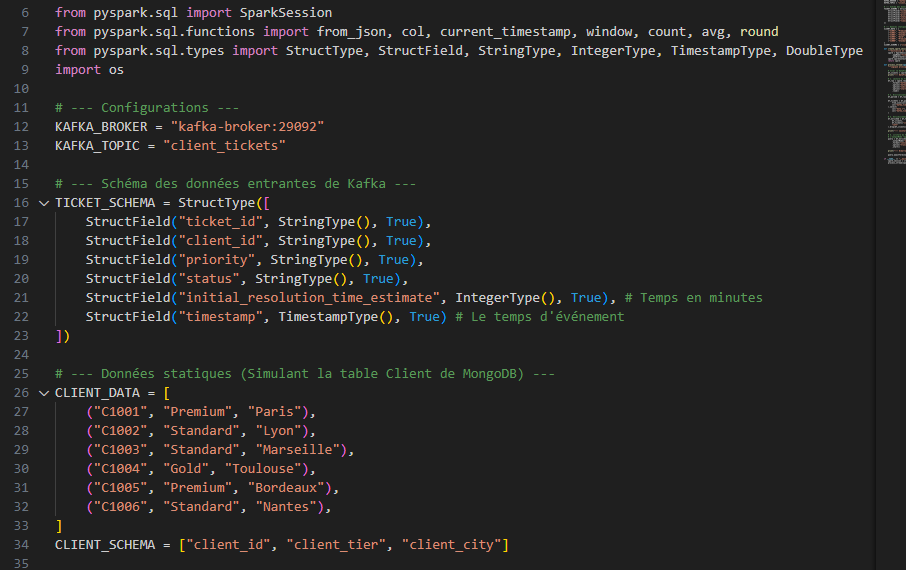 6 from pyspark.sql import SparkSession
7 from pyspark.sql.functions import from_json, col, current_timestamp, window, count, avg, round
8 from pyspark.sql.types import StructType, StructField, StringType, IntegerType, TimestampType, DoubleType
9 import os
10
11 # --- Configurations ---
12 KAFKA_BROKER = "kafka-broker:29092"
13 KAFKA_TOPIC = "client_tickets"
14
15 # --- Schéma des données entrantes de Kafka ---
16 TICKET_SCHEMA = StructType([
17     StructField("ticket_id", StringType(), True),
18     StructField("client_id", StringType(), True),
19     StructField("priority", StringType(), True),
20     StructField("status", StringType(), True),
21     StructField("initial_resolution_time_estimate", IntegerType(), True), # Temps en minutes
22     StructField("timestamp", TimestampType(), True) # Le temps d'événement
23 ])
24
25 # --- Données statiques (Simulant la table Client de MongoDB) ---
26 CLIENT_DATA = [
27     ("C1001", "Premium", "Paris"),
28     ("C1002", "Standard", "Lyon"),
29     ("C1003", "Standard", "Marseille"),
30     ("C1004", "Gold", "Toulouse"),
31     ("C1005", "Premium", "Bordeaux"),
32     ("C1006", "Standard", "Nantes"),
33 ]
34 CLIENT_SCHEMA = ["client_id", "client_tier", "client_city"]
35